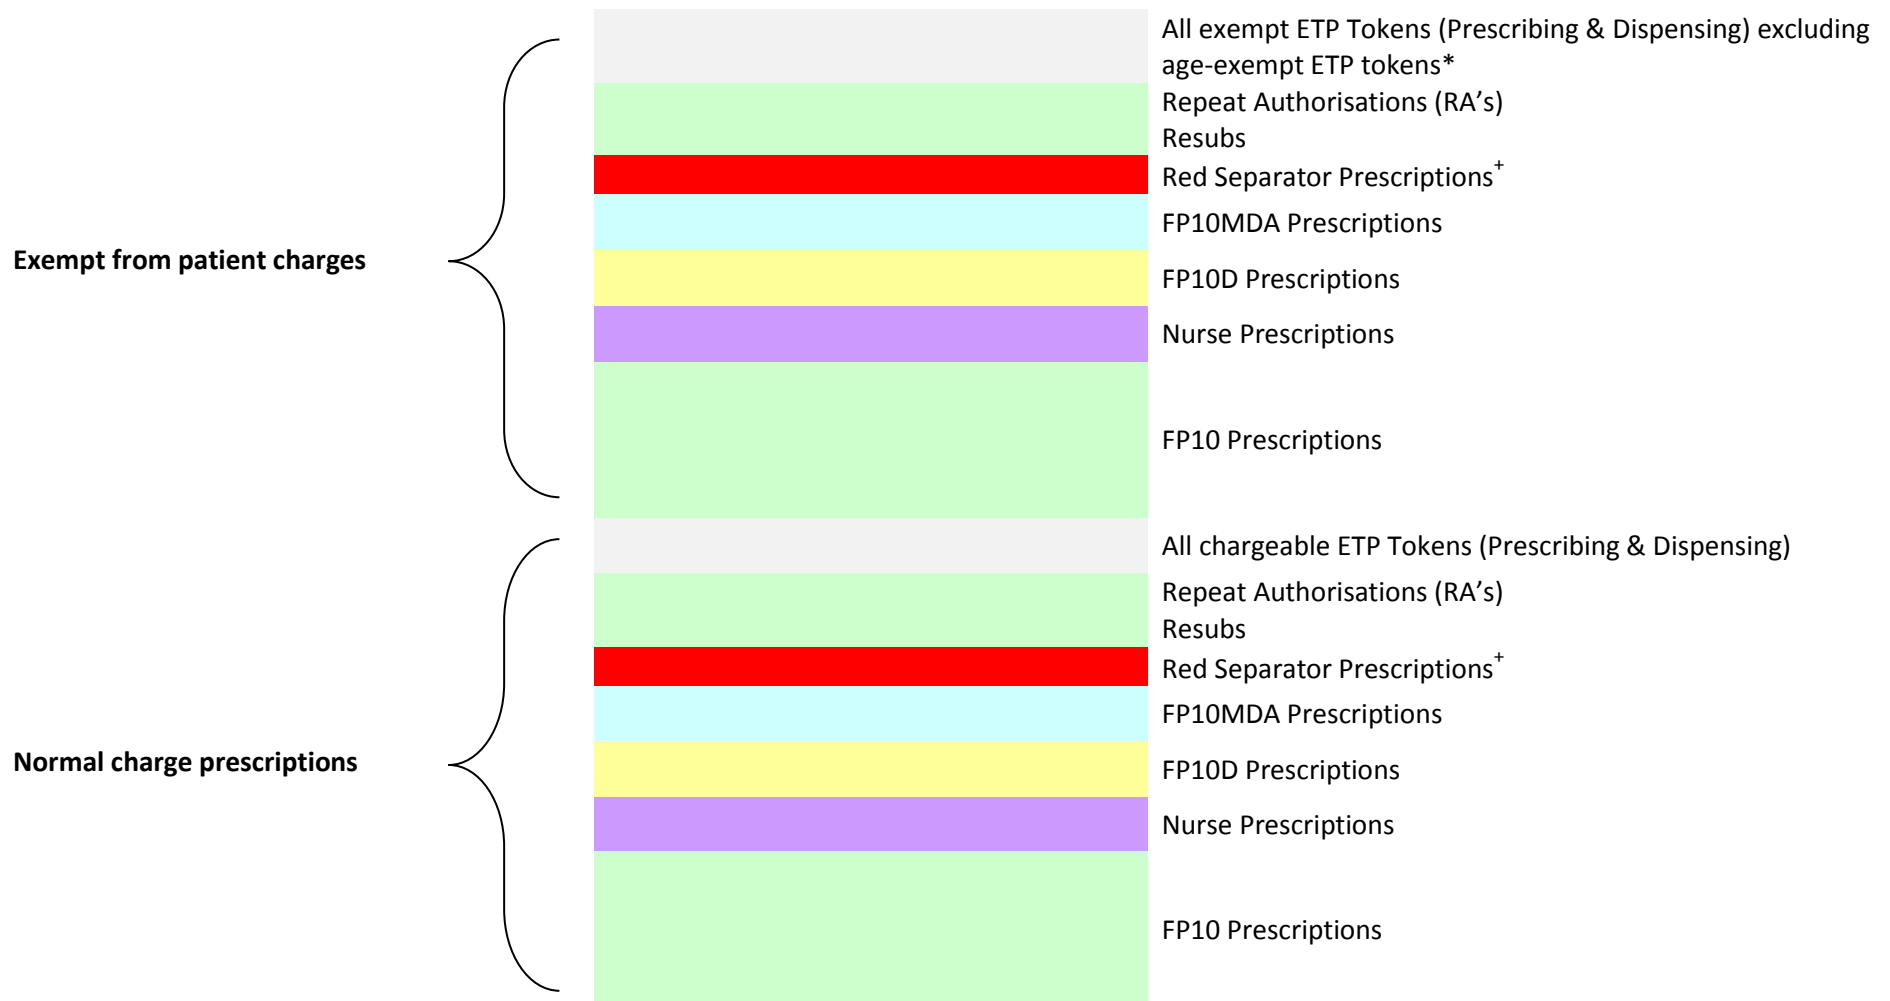 All exempt ETP Tokens (Prescribing & Dispensing) excluding
age-exempt ETP tokens*
Repeat Authorisations (RA’s)
Resubs
Red Separator Prescriptions+
FP10MDA Prescriptions
Exempt from patient charges
FP10D Prescriptions
Nurse Prescriptions
FP10 Prescriptions
All chargeable ETP Tokens (Prescribing & Dispensing)
Repeat Authorisations (RA’s)
Resubs
Red Separator Prescriptions+
FP10MDA Prescriptions
Normal charge prescriptions
FP10D Prescriptions
Nurse Prescriptions
FP10 Prescriptions